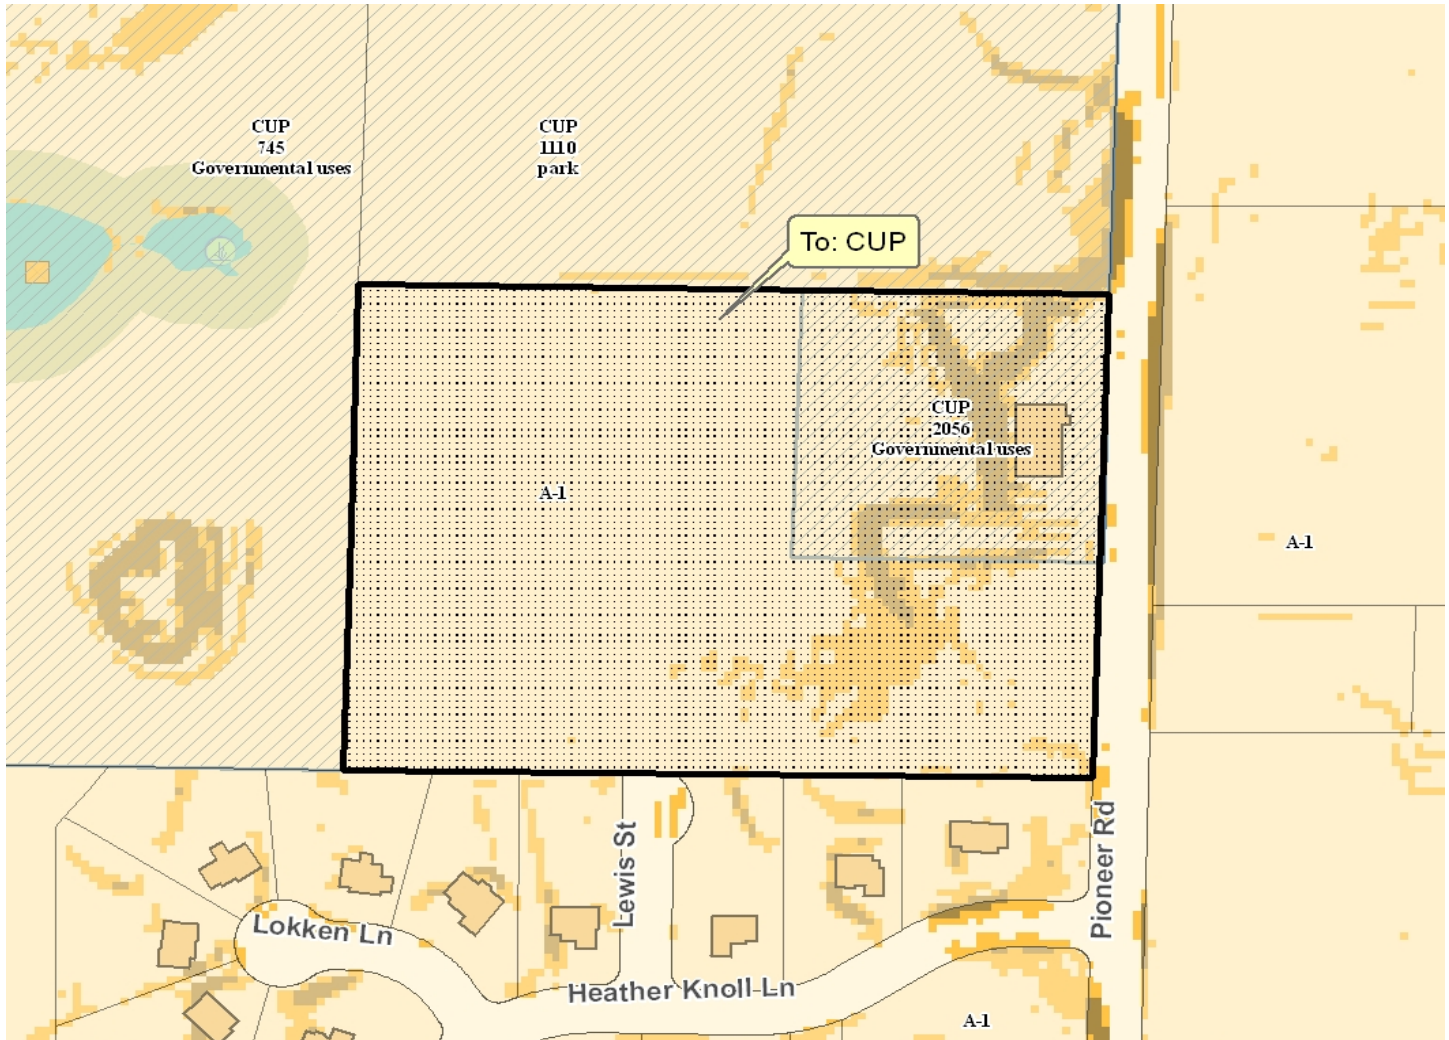 CUP
745
Governmental uses
CUP
1110
park
To: CUP
CUP
2056
Governmental uses
A-1
A-1
Lewis St
Pioneer Rd
Lokken Ln
Heather Knoll Ln
A-1